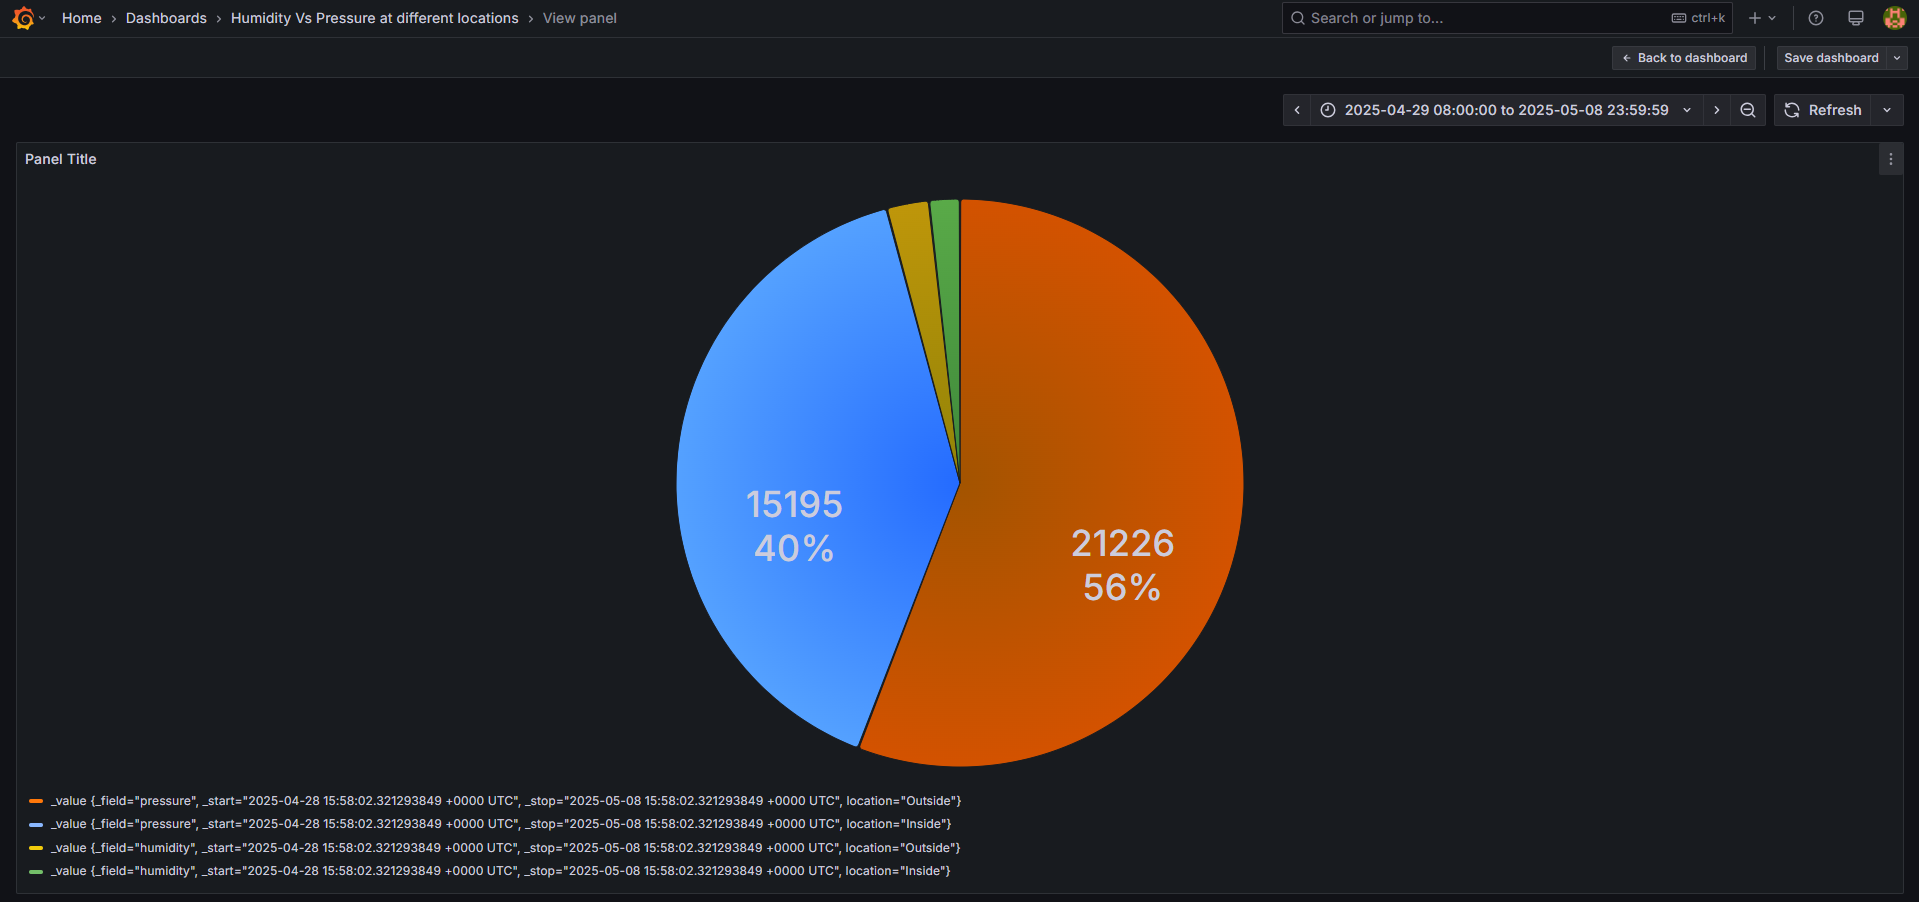 Home › Dashboards › Humidity Vs Pressure at different locations › View panel
Search or jump to...
ctrl+k
Back to dashboard
Save dashboard
2025-04-29 08:00:00 to 2025-05-08 23:59:59
Refresh
Panel Title
15195
40%
21226
56%
_value {_field="pressure", _start="2025-04-28 15:58:02.321293849 +0000 UTC", _stop="2025-05-08 15:58:02.321293849 +0000 UTC", location="Outside"}
_value {_field="pressure", _start="2025-04-28 15:58:02.321293849 +0000 UTC", _stop="2025-05-08 15:58:02.321293849 +0000 UTC", location="Inside"}
_value {_field="humidity", _start="2025-04-28 15:58:02.321293849 +0000 UTC", _stop="2025-05-08 15:58:02.321293849 +0000 UTC", location="Outside"}
_value {_field="humidity", _start="2025-04-28 15:58:02.321293849 +0000 UTC", _stop="2025-05-08 15:58:02.321293849 +0000 UTC", location="Inside"}